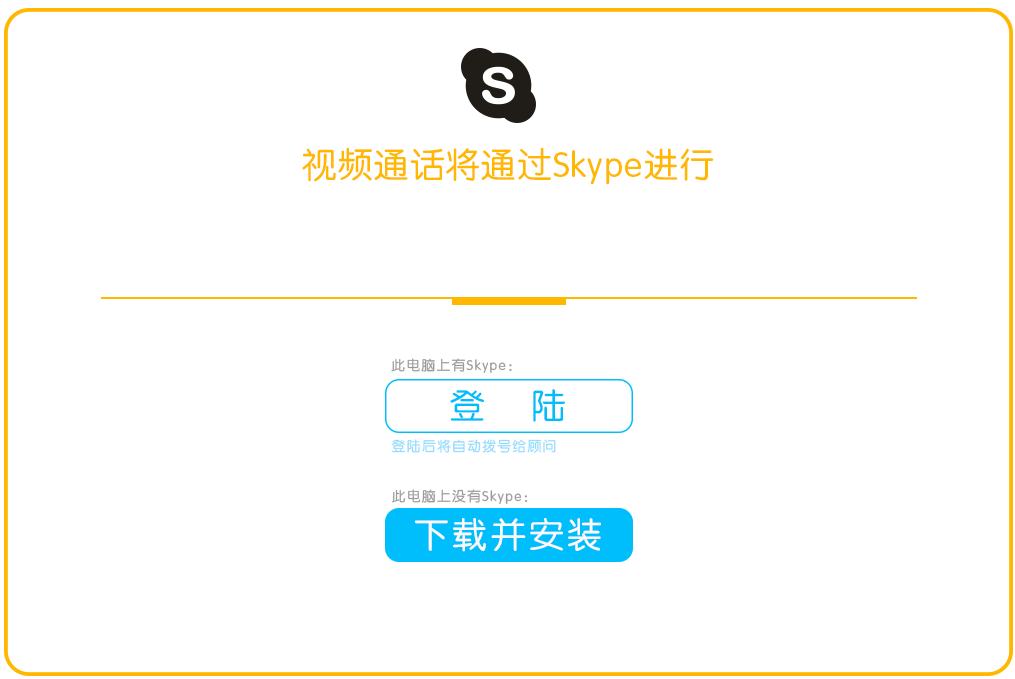 S
视频通话将通过Skype进行
此电脑上有Skype：
登 陆
登陆后将自动拨号给顾问
此电脑上没有Skype：
下载并安装